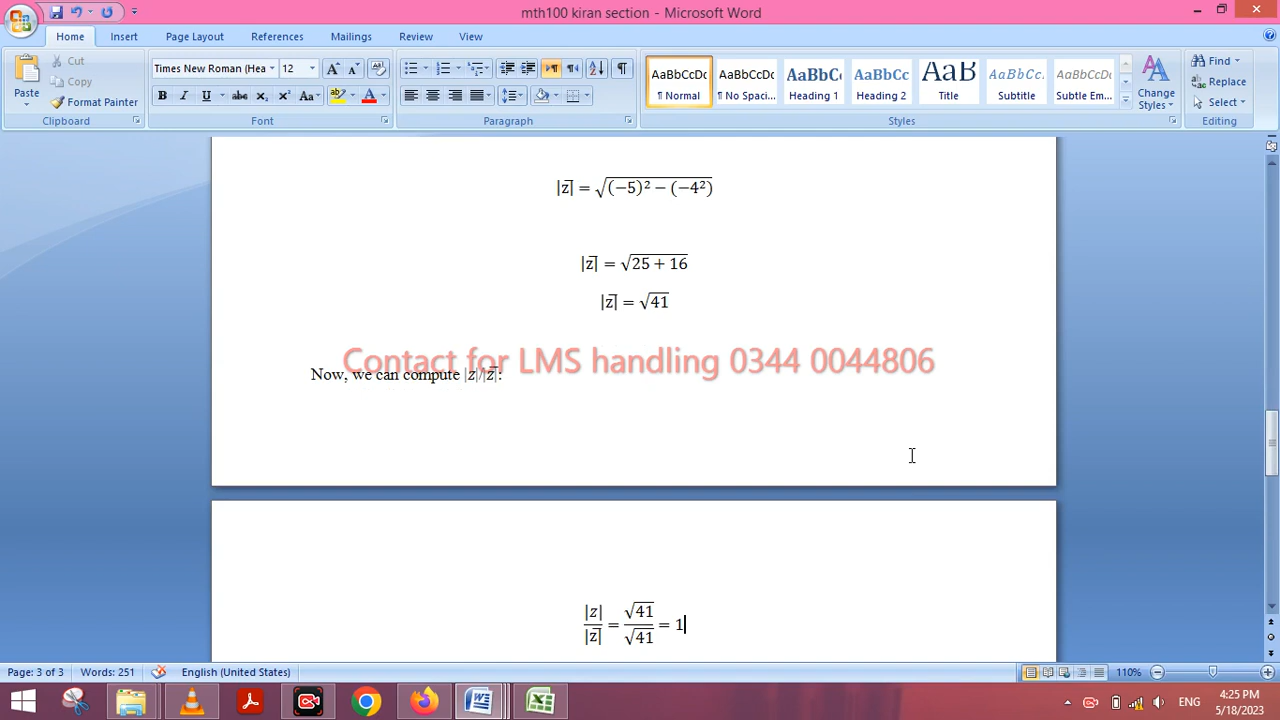 mth100 kiran section - Microsoft Word
Home Insert Page Layout References Mailings Review View
Paste Cut Copy Format Painter Clipboard
Times New Roman (Hea 12
B I U abc x₂ x² Aa A
Font
Paragraph
AaBbCcDc ¶ Normal
AaBbCcDc ¶ No Spaci...
AaBbC Heading 1
AaBbCc Heading 2
AaB Title
AaBbCc. Subtitle
AaBbCcDc Subtle Em...
Change Styles
Styles
Find
Replace
Select
Editing
|z̅| = √((−5)² − (−4²))
|z̅| = √(25 + 16)
|z̅| = √41
Contact for LMS handling 0344 0044806
Now, we can compute |z|/|z̅|:
|z|/|z̅| = √41/√41 = 1
Page: 3 of 3 Words: 251 English (United States) 110%
ENG
4:25 PM
5/18/2023